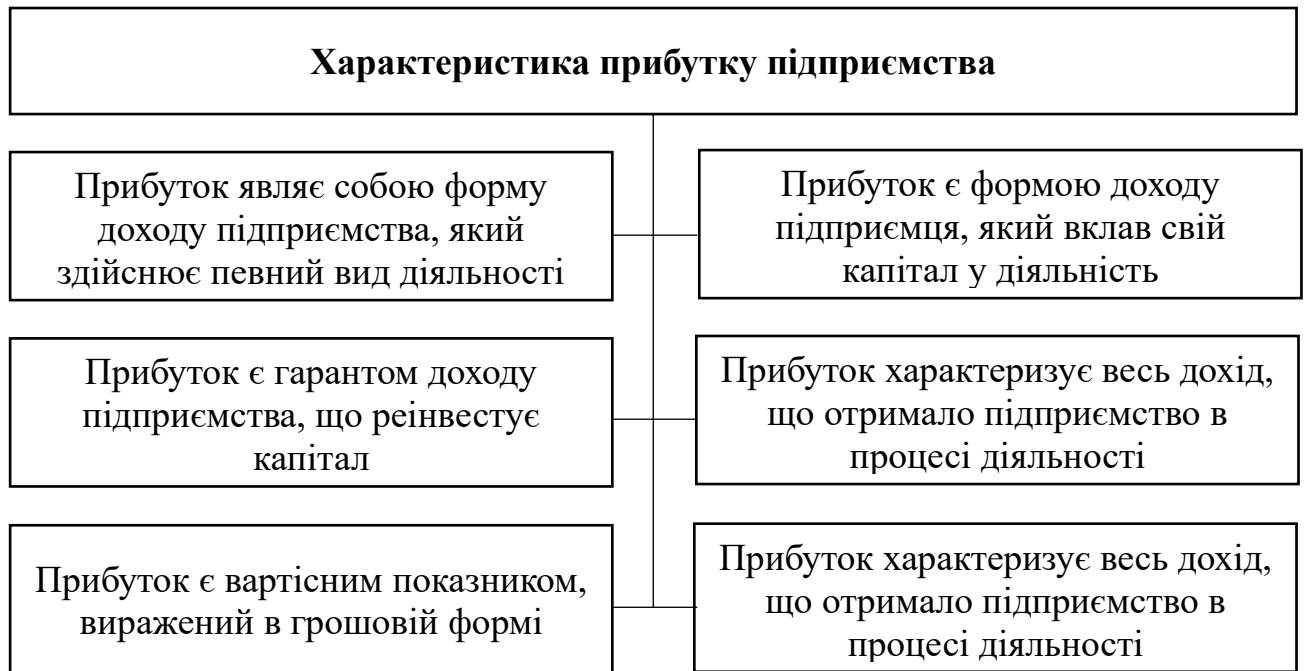 Характеристика прибутку підприємства
Прибуток являє собою форму
доходу підприємства, який
здійснює певний вид діяльності
Прибуток є формою доходу
підприємця, який вклав свій
капітал у діяльність
Прибуток є гарантом доходу
підприємства, що реінвестує
капітал
Прибуток характеризує весь дохід,
що отримало підприємство в
процесі діяльності
Прибуток є вартісним показником,
виражений в грошовій формі
Прибуток характеризує весь дохід,
що отримало підприємство в
процесі діяльності